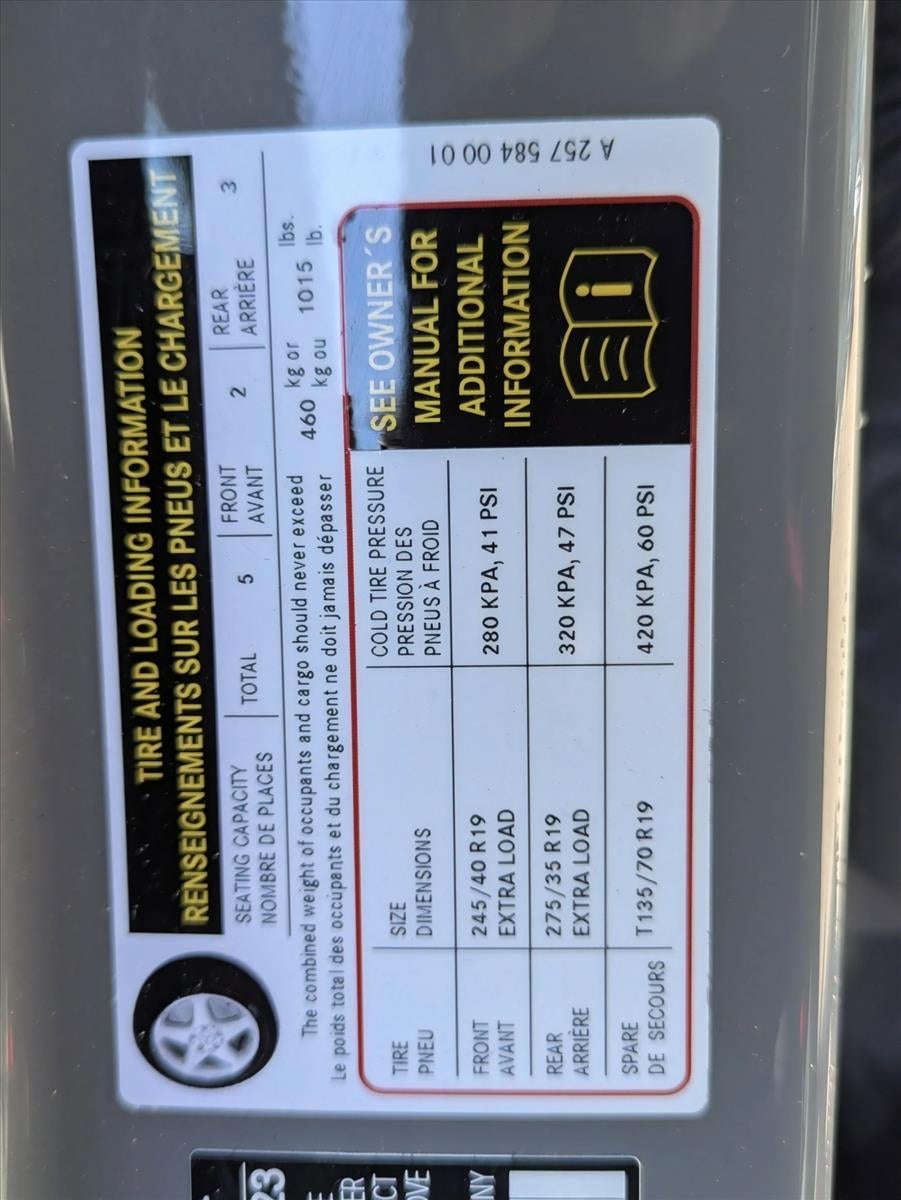 TIRE AND LOADING INFORMATION
RENSEIGNEMENTS SUR LES PNEUS ET LE CHARGEMENT
SEATING CAPACITY
NOMBRE DE PLACES
TOTAL 5
FRONT
AVANT
2
REAR
ARRIÈRE
3
The combined weight of occupants and cargo should never exceed
Le poids total des occupants et du chargement ne doit jamais dépasser
460
kg or
kg ou
1015
lbs.
lb.
TIRE
PNEU
SIZE
DIMENSIONS
COLD TIRE PRESSURE
PRESSION DES
PNEUS À FROID
FRONT
AVANT
245/40 R19
EXTRA LOAD
280 KPA, 41 PSI
REAR
ARRIÈRE
275/35 R19
EXTRA LOAD
320 KPA, 47 PSI
SPARE
DE SECOURS
T135/70 R19
420 KPA, 60 PSI
SEE OWNER´S
MANUAL FOR
ADDITIONAL
INFORMATION
i
A 257 584 00 01
23
ER
CT
OVE
NY